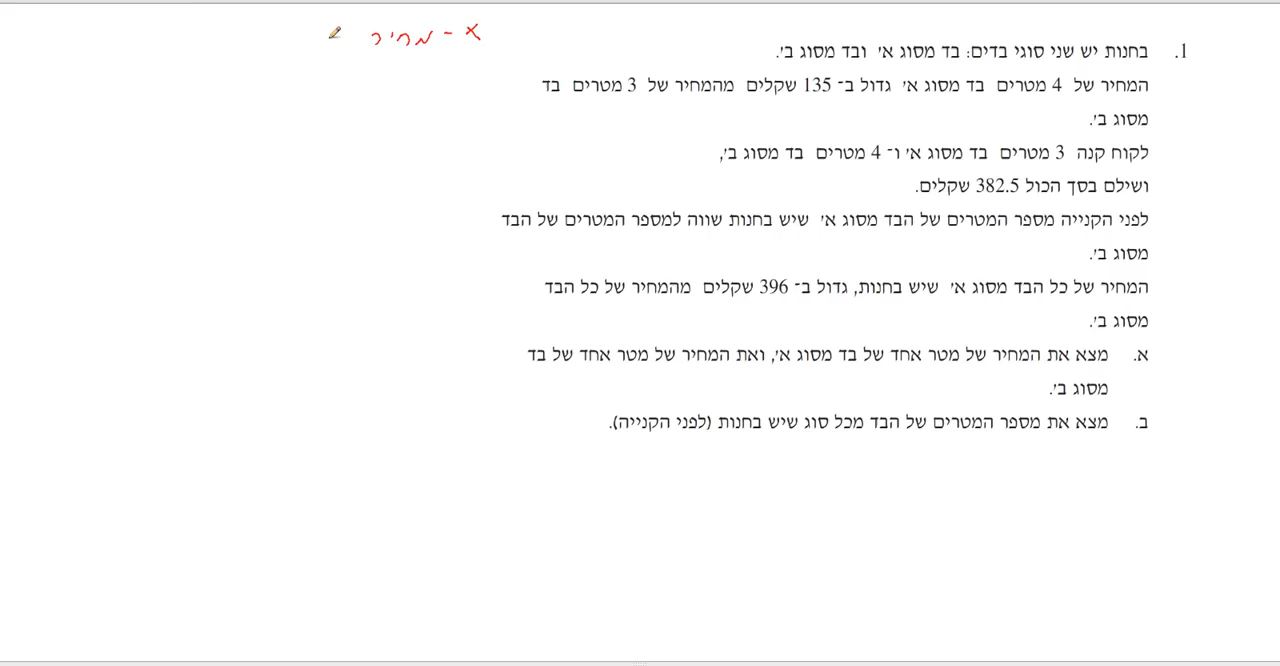 x - מחיר
1. בחנות יש שני סוגי בדים: בד מסוג א׳ ובד מסוג ב׳.
המחיר של 4 מטרים בד מסוג א׳ גדול ב־ 135 שקלים מהמחיר של 3 מטרים בד
מסוג ב׳.
לקוח קנה 3 מטרים בד מסוג א׳ ו־ 4 מטרים בד מסוג ב׳,
ושילם בסך הכול 382.5 שקלים.
לפני הקנייה מספר המטרים של הבד מסוג א׳ שיש בחנות שווה למספר המטרים של הבד
מסוג ב׳.
המחיר של כל הבד מסוג א׳ שיש בחנות, גדול ב־ 396 שקלים מהמחיר של כל הבד
מסוג ב׳.
א. מצא את המחיר של מטר אחד של בד מסוג א׳, ואת המחיר של מטר אחד של בד
מסוג ב׳.
ב. מצא את מספר המטרים של הבד מכל סוג שיש בחנות (לפני הקנייה).